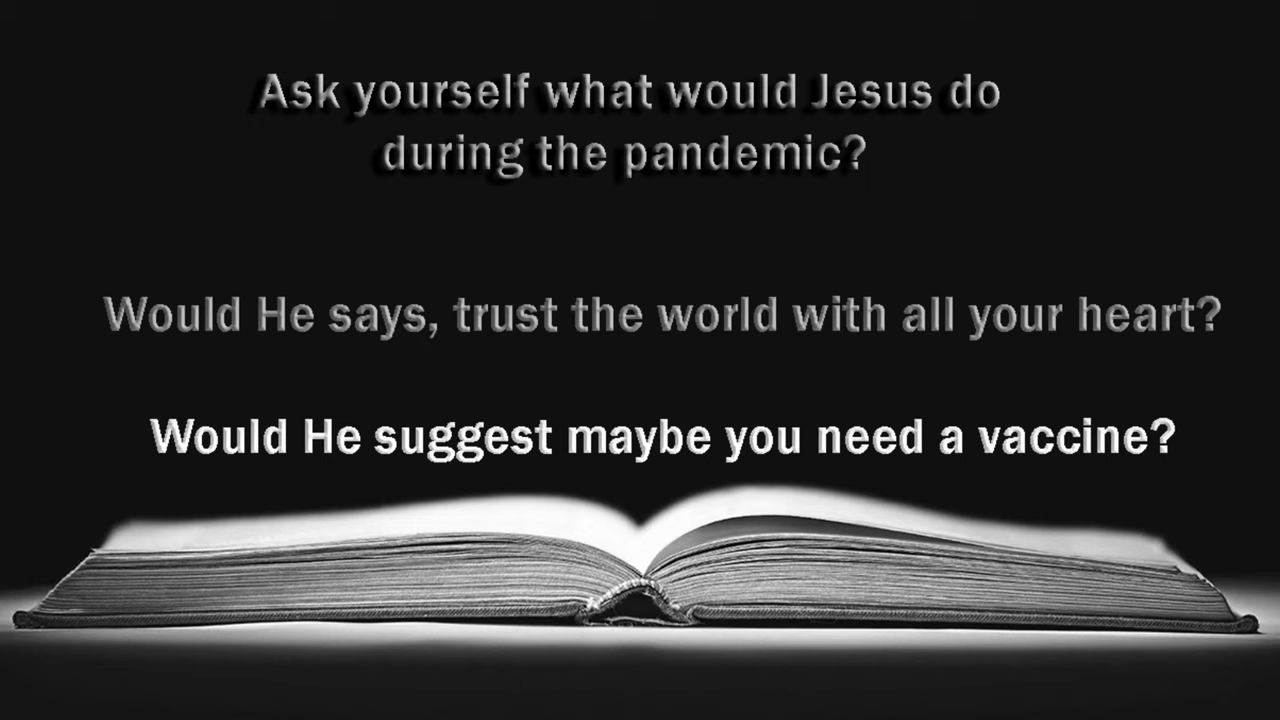 Ask yourself what would Jesus do
during the pandemic?
Would He says, trust the world with all your heart?
Would He suggest maybe you need a vaccine?